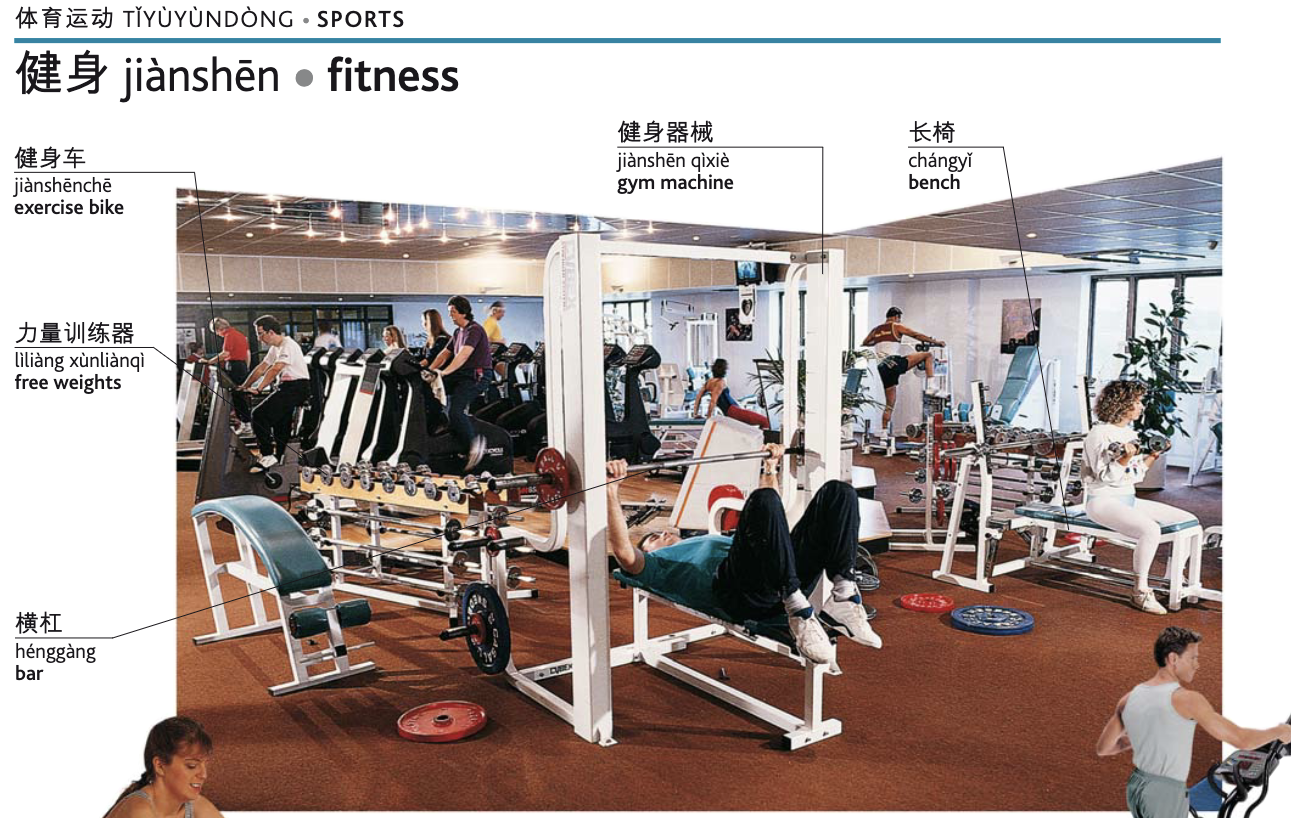 体育运动 TǏYÙYÙNDÒNG • SPORTS
健身 jiànshēn • fitness
健身车
jiànshēnchē
exercise bike
健身器械
jiànshēn qìxiè
gym machine
长椅
chángyǐ
bench
力量训练器
lìliàng xùnliànqì
free weights
横杠
hénggàng
bar
CYBEX